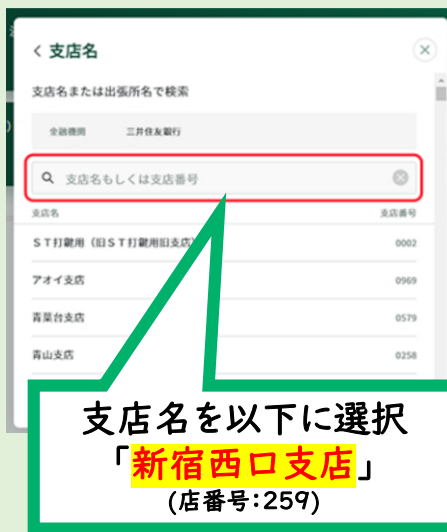 支店名
支店名または出張所名で検索
金融機関 三井住友銀行
支店名もしくは支店番号
支店名 支店番号
ST打鍵用（旧ST打鍵用旧支店） 0002
アオイ支店 0969
青葉台支店 0579
青山支店 0258
支店名を以下に選択
「新宿西口支店」
(店番号:259)